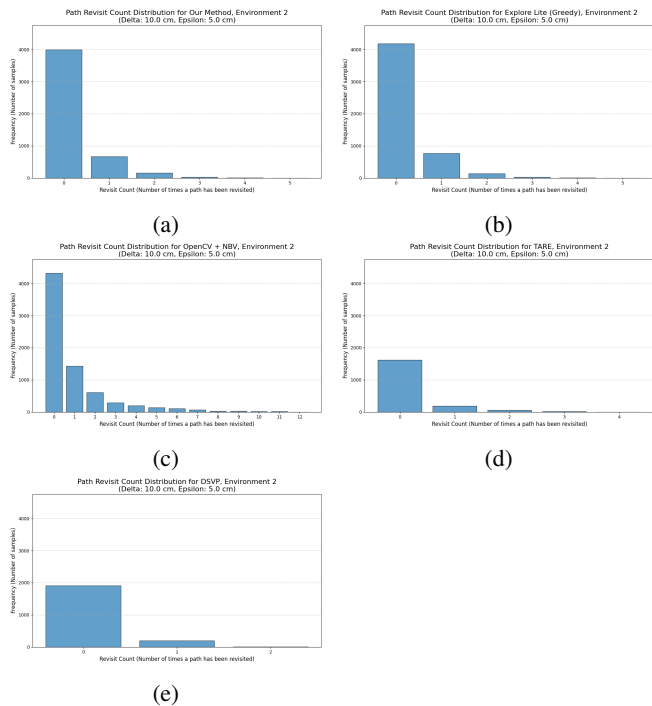 Path Revisit Count Distribution for Our Method, Environment 2
(Delta: 10.0 cm, Epsilon: 5.0 cm)
Frequency (Number of samples)
4000
3000
2000
1000
0
0 1 2 3 4 5
Revisit Count (Number of times a path has been revisited)
(a)
Path Revisit Count Distribution for Explore Lite (Greedy), Environment 2
(Delta: 10.0 cm, Epsilon: 5.0 cm)
Frequency (Number of samples)
4000
3000
2000
1000
0
0 1 2 3 4 5
Revisit Count (Number of times a path has been revisited)
(b)
Path Revisit Count Distribution for OpenCV + NBV, Environment 2
(Delta: 10.0 cm, Epsilon: 5.0 cm)
Frequency (Number of samples)
4000
3000
2000
1000
0
0 1 2 3 4 5 6 7 8 9 10 11 12
Revisit Count (Number of times a path has been revisited)
(c)
Path Revisit Count Distribution for TARE, Environment 2
(Delta: 10.0 cm, Epsilon: 5.0 cm)
Frequency (Number of samples)
4000
3000
2000
1000
0
0 1 2 3 4
Revisit Count (Number of times a path has been revisited)
(d)
Path Revisit Count Distribution for DSVP, Environment 2
(Delta: 10.0 cm, Epsilon: 5.0 cm)
Frequency (Number of samples)
4000
3000
2000
1000
0
0 1 2
Revisit Count (Number of times a path has been revisited)
(e)